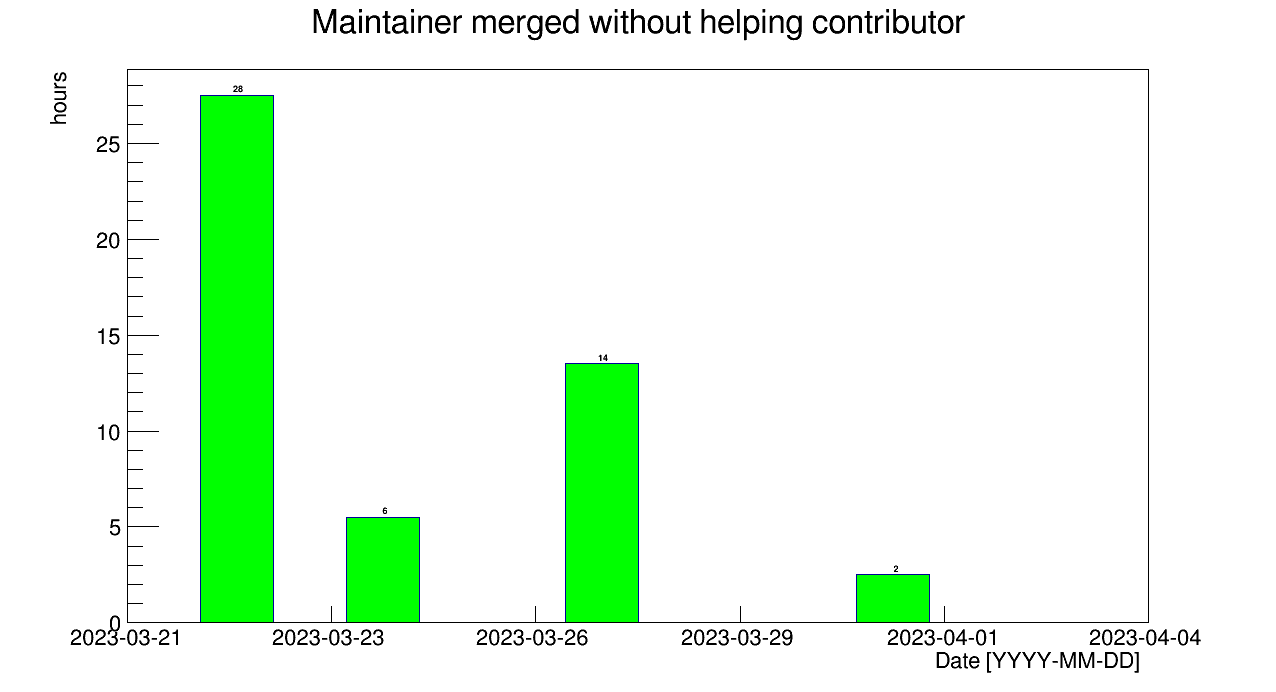 Maintainer merged without helping contributor
hours
28
25
20
15
14
10
6
5
2
0
2023-03-21 2023-03-23 2023-03-26 2023-03-29 2023-04-01 2023-04-04
Date [YYYY-MM-DD]